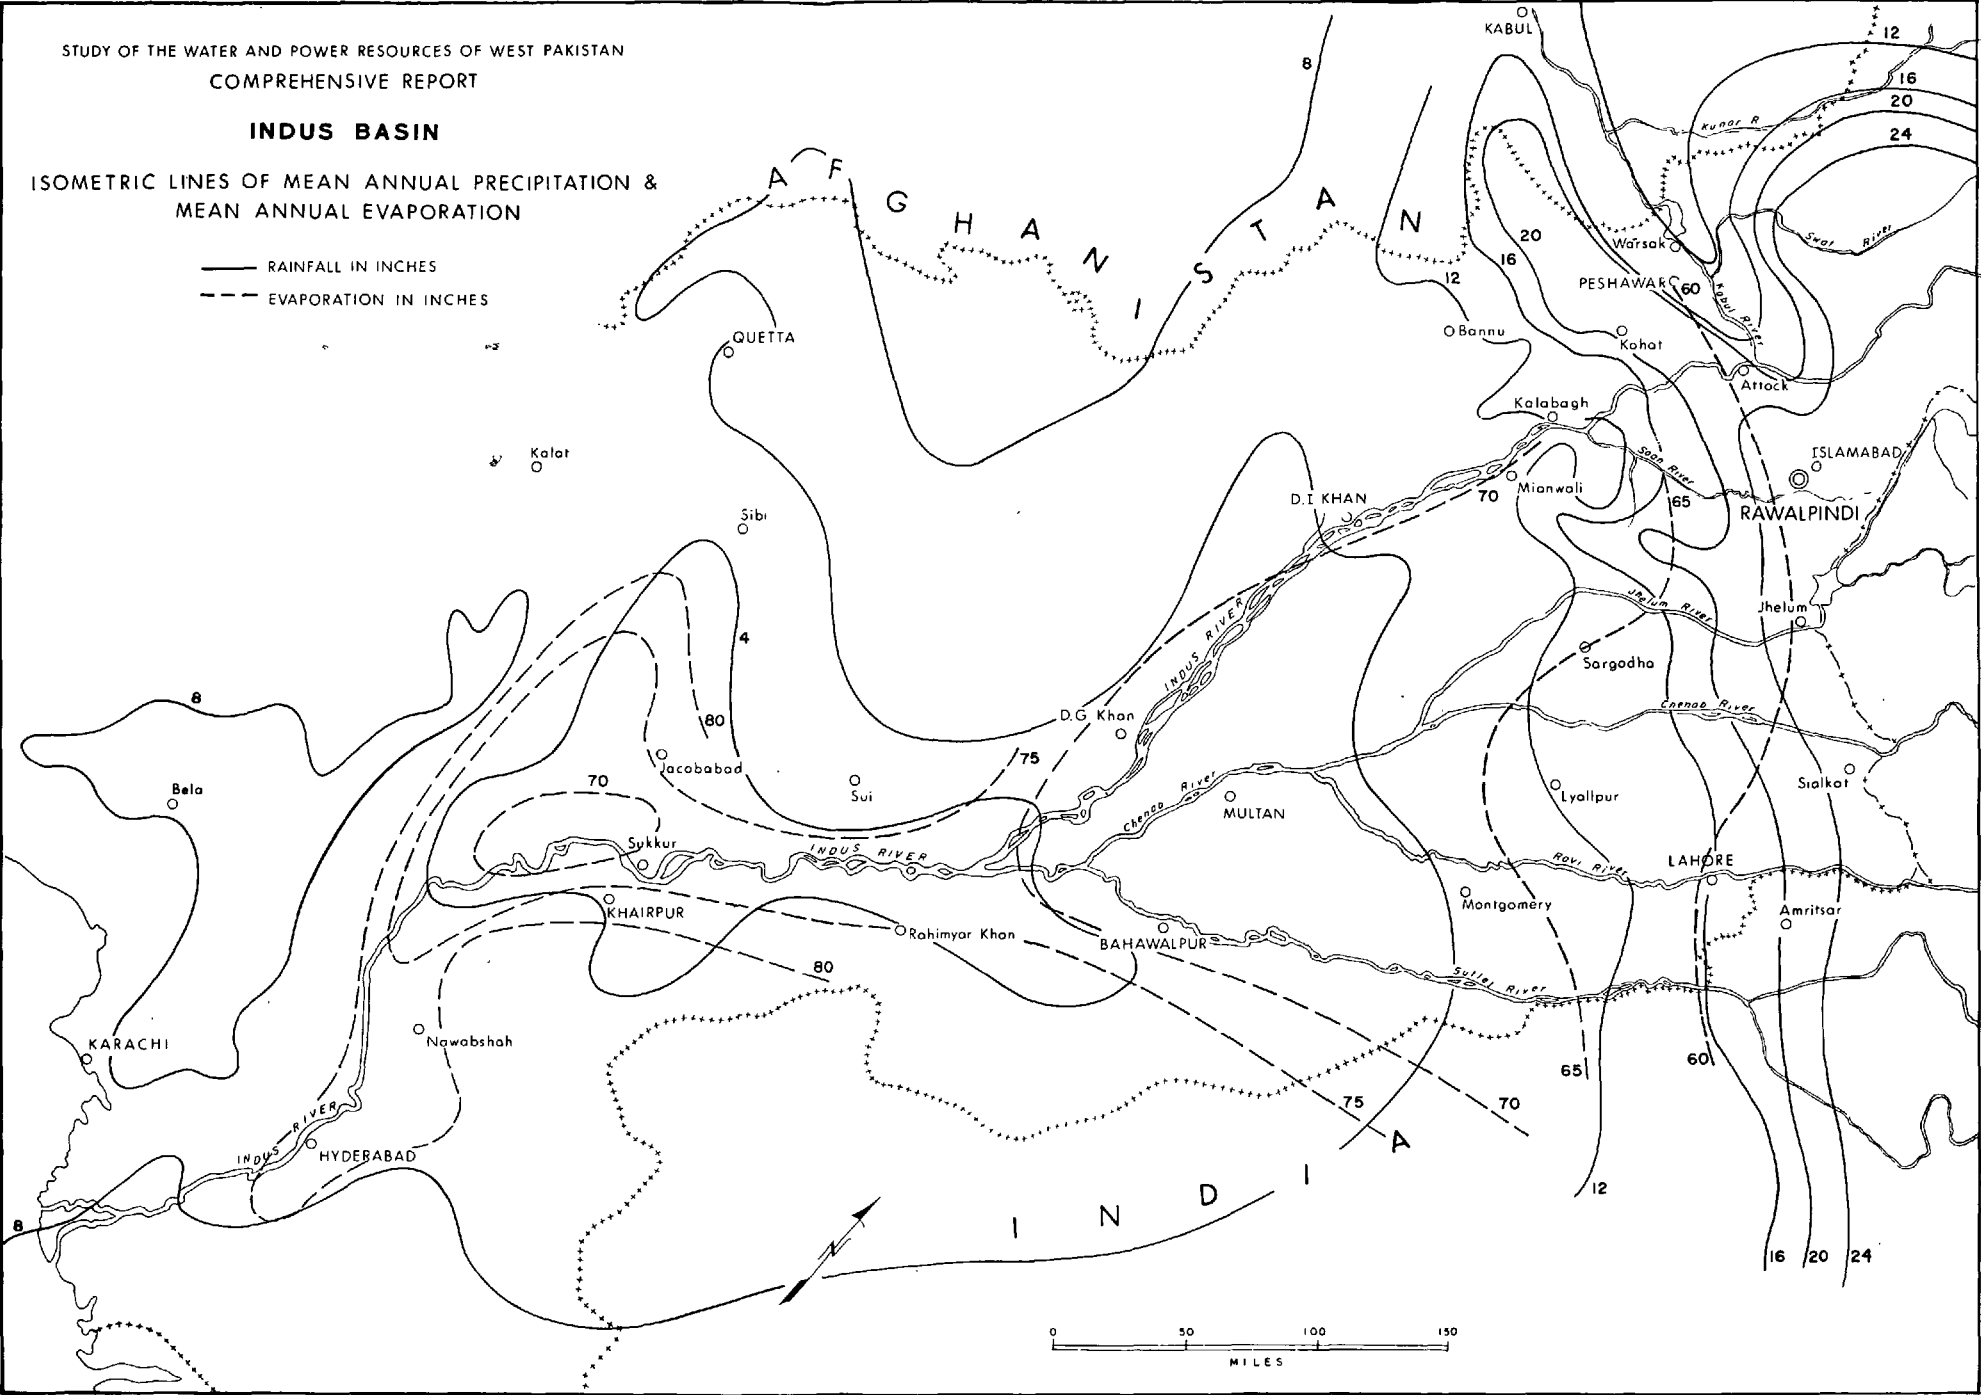 STUDY OF THE WATER AND POWER RESOURCES OF WEST PAKISTAN
COMPREHENSIVE REPORT
INDUS BASIN
ISOMETRIC LINES OF MEAN ANNUAL PRECIPITATION &
MEAN ANNUAL EVAPORATION
RAINFALL IN INCHES
EVAPORATION IN INCHES
KABUL
8
12
16
20
24
Kunar R
AFGHANISTAN
Swat River
Warsak
20
16
12
PESHAWAR
60
Kabul River
Bannu
Kohat
QUETTA
Attock
Kalabagh
Kalat
ISLAMABAD
Soan River
70
Mianwali
65
D.I KHAN
RAWALPINDI
Sibi
4
INDUS RIVER
Jhelum River
Jhelum
Sargodha
8
80
D.G. Khan
Chenab River
75
Jacobabad
70
Sui
Bela
Chenab River
MULTAN
Lyallpur
Sialkot
Sukkur
INDUS RIVER
Ravi River
LAHORE
KHAIRPUR
Rahimyar Khan
BAHAWALPUR
Montgomery
Amritsar
80
Sutlej River
KARACHI
Nawabshah
65
60
75
70
INDUS RIVER
HYDERABAD
INDIA
12
8
N
16
20
24
0 50 100 150
MILES